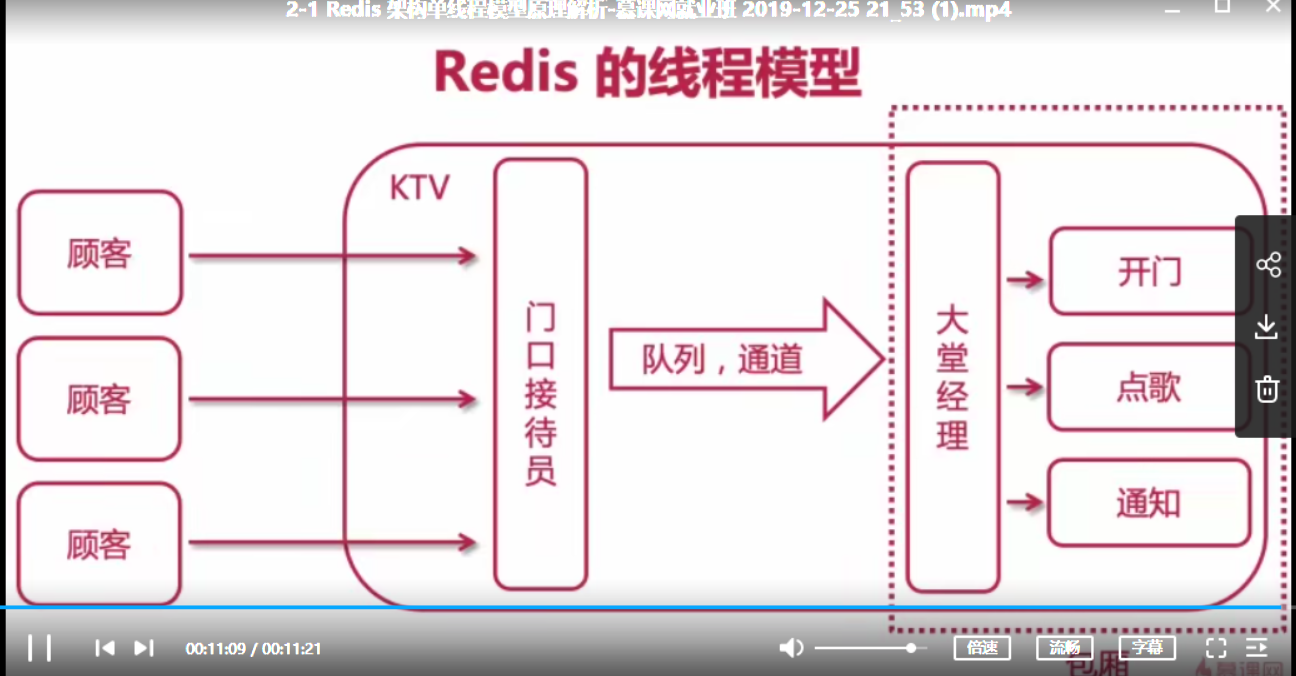 2-1 Redis 架构单线程模型原理解析-慕课网就业班 2019-12-25 21_53 (1).mp4
Redis 的线程模型
KTV
顾客
顾客
顾客
门口接待员
队列，通道
大堂经理
开门
点歌
通知
00:11:09 / 00:11:21
倍速
流畅
字幕
包厢
慕课网